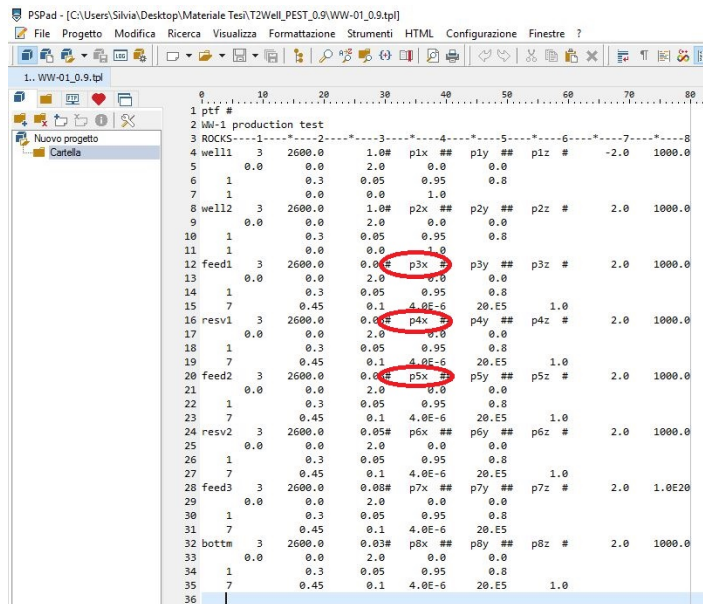 PSPad - [C:\Users\Silvia\Desktop\Materiale Tesi\T2Well_PEST_0.9\WW-01_0.9.tpl]
File Progetto Modifica Ricerca Visualizza Formattazione Strumenti HTML Configurazione Finestre ?
1.. WW-01_0.9.tpl
Nuovo progetto
Cartella
0 10 20 30 40 50 60 70 80
1 ptf #
2 WW-1 production test
3 ROCKS----1----*----2----*----3----*----4----*----5----*----6----*----7----*----8
4 well1 3 2600.0 1.0# p1x ## p1y ## p1z # -2.0 1000.0
5 0.0 0.0 2.0 0.0 0.0
6 1 0.3 0.05 0.95 0.8
7 1 0.0 0.0 1.0
8 well2 3 2600.0 1.0# p2x ## p2y ## p2z # 2.0 1000.0
9 0.0 0.0 2.0 0.0 0.0
10 1 0.3 0.05 0.95 0.8
11 1 0.0 0.0 1.0
12 feed1 3 2600.0 p3x ## p3y ## p3z # 2.0 1000.0
13 0.0 0.0 2.0 0.0 0.0
14 1 0.3 0.05 0.95 0.8
15 7 0.45 0.1 4.0E-6 20.E5 1.0
16 resv1 3 2600.0 p4x ## p4y ## p4z # 2.0 1000.0
17 0.0 0.0 2.0 0.0 0.0
18 1 0.3 0.05 0.95 0.8
19 7 0.45 0.1 4.0E-6 20.E5 1.0
20 feed2 3 2600.0 p5x ## p5y ## p5z # 2.0 1000.0
21 0.0 0.0 2.0 0.0 0.0
22 1 0.3 0.05 0.95 0.8
23 7 0.45 0.1 4.0E-6 20.E5 1.0
24 resv2 3 2600.0 0.05# p6x ## p6y ## p6z # 2.0 1000.0
25 0.0 0.0 2.0 0.0 0.0
26 1 0.3 0.05 0.95 0.8
27 7 0.45 0.1 4.0E-6 20.E5 1.0
28 feed3 3 2600.0 0.08# p7x ## p7y ## p7z # 2.0 1.0E20
29 0.0 0.0 2.0 0.0 0.0
30 1 0.3 0.05 0.95 0.8
31 7 0.45 0.1 4.0E-6 20.E5
32 bottm 3 2600.0 0.03# p8x ## p8y ## p8z # 2.0 1000.0
33 0.0 0.0 2.0 0.0 0.0
34 1 0.3 0.05 0.95 0.8
35 7 0.45 0.1 4.0E-6 20.E5 1.0
36